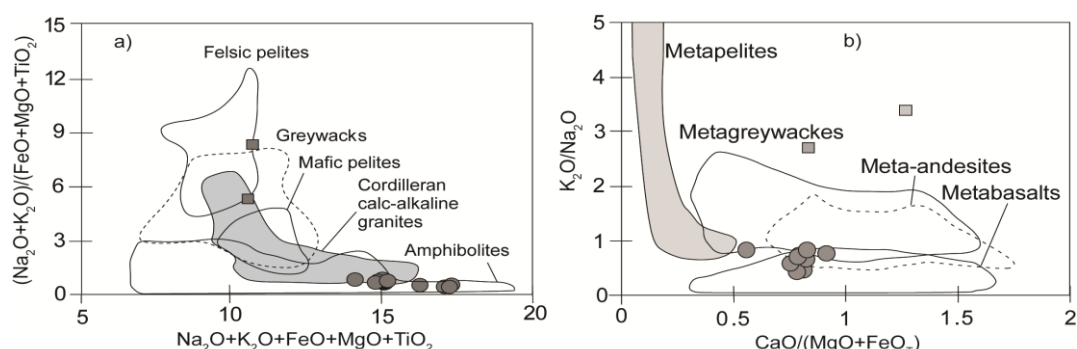 a)
(Na₂O+K₂O)/(FeO+MgO+TiO₂)
15
12
9
6
3
0
Felsic pelites
Greywacks
Mafic pelites
Cordilleran
calc-alkaline
granites
Amphibolites
5
10
15
20
Na₂O+K₂O+FeO+MgO+TiO₂
b)
K₂O/Na₂O
5
4
3
2
1
0
Metapelites
Metagreywackes
Meta-andesites
Metabasalts
0
0.5
1
1.5
CaO/(MgO+FeOT)